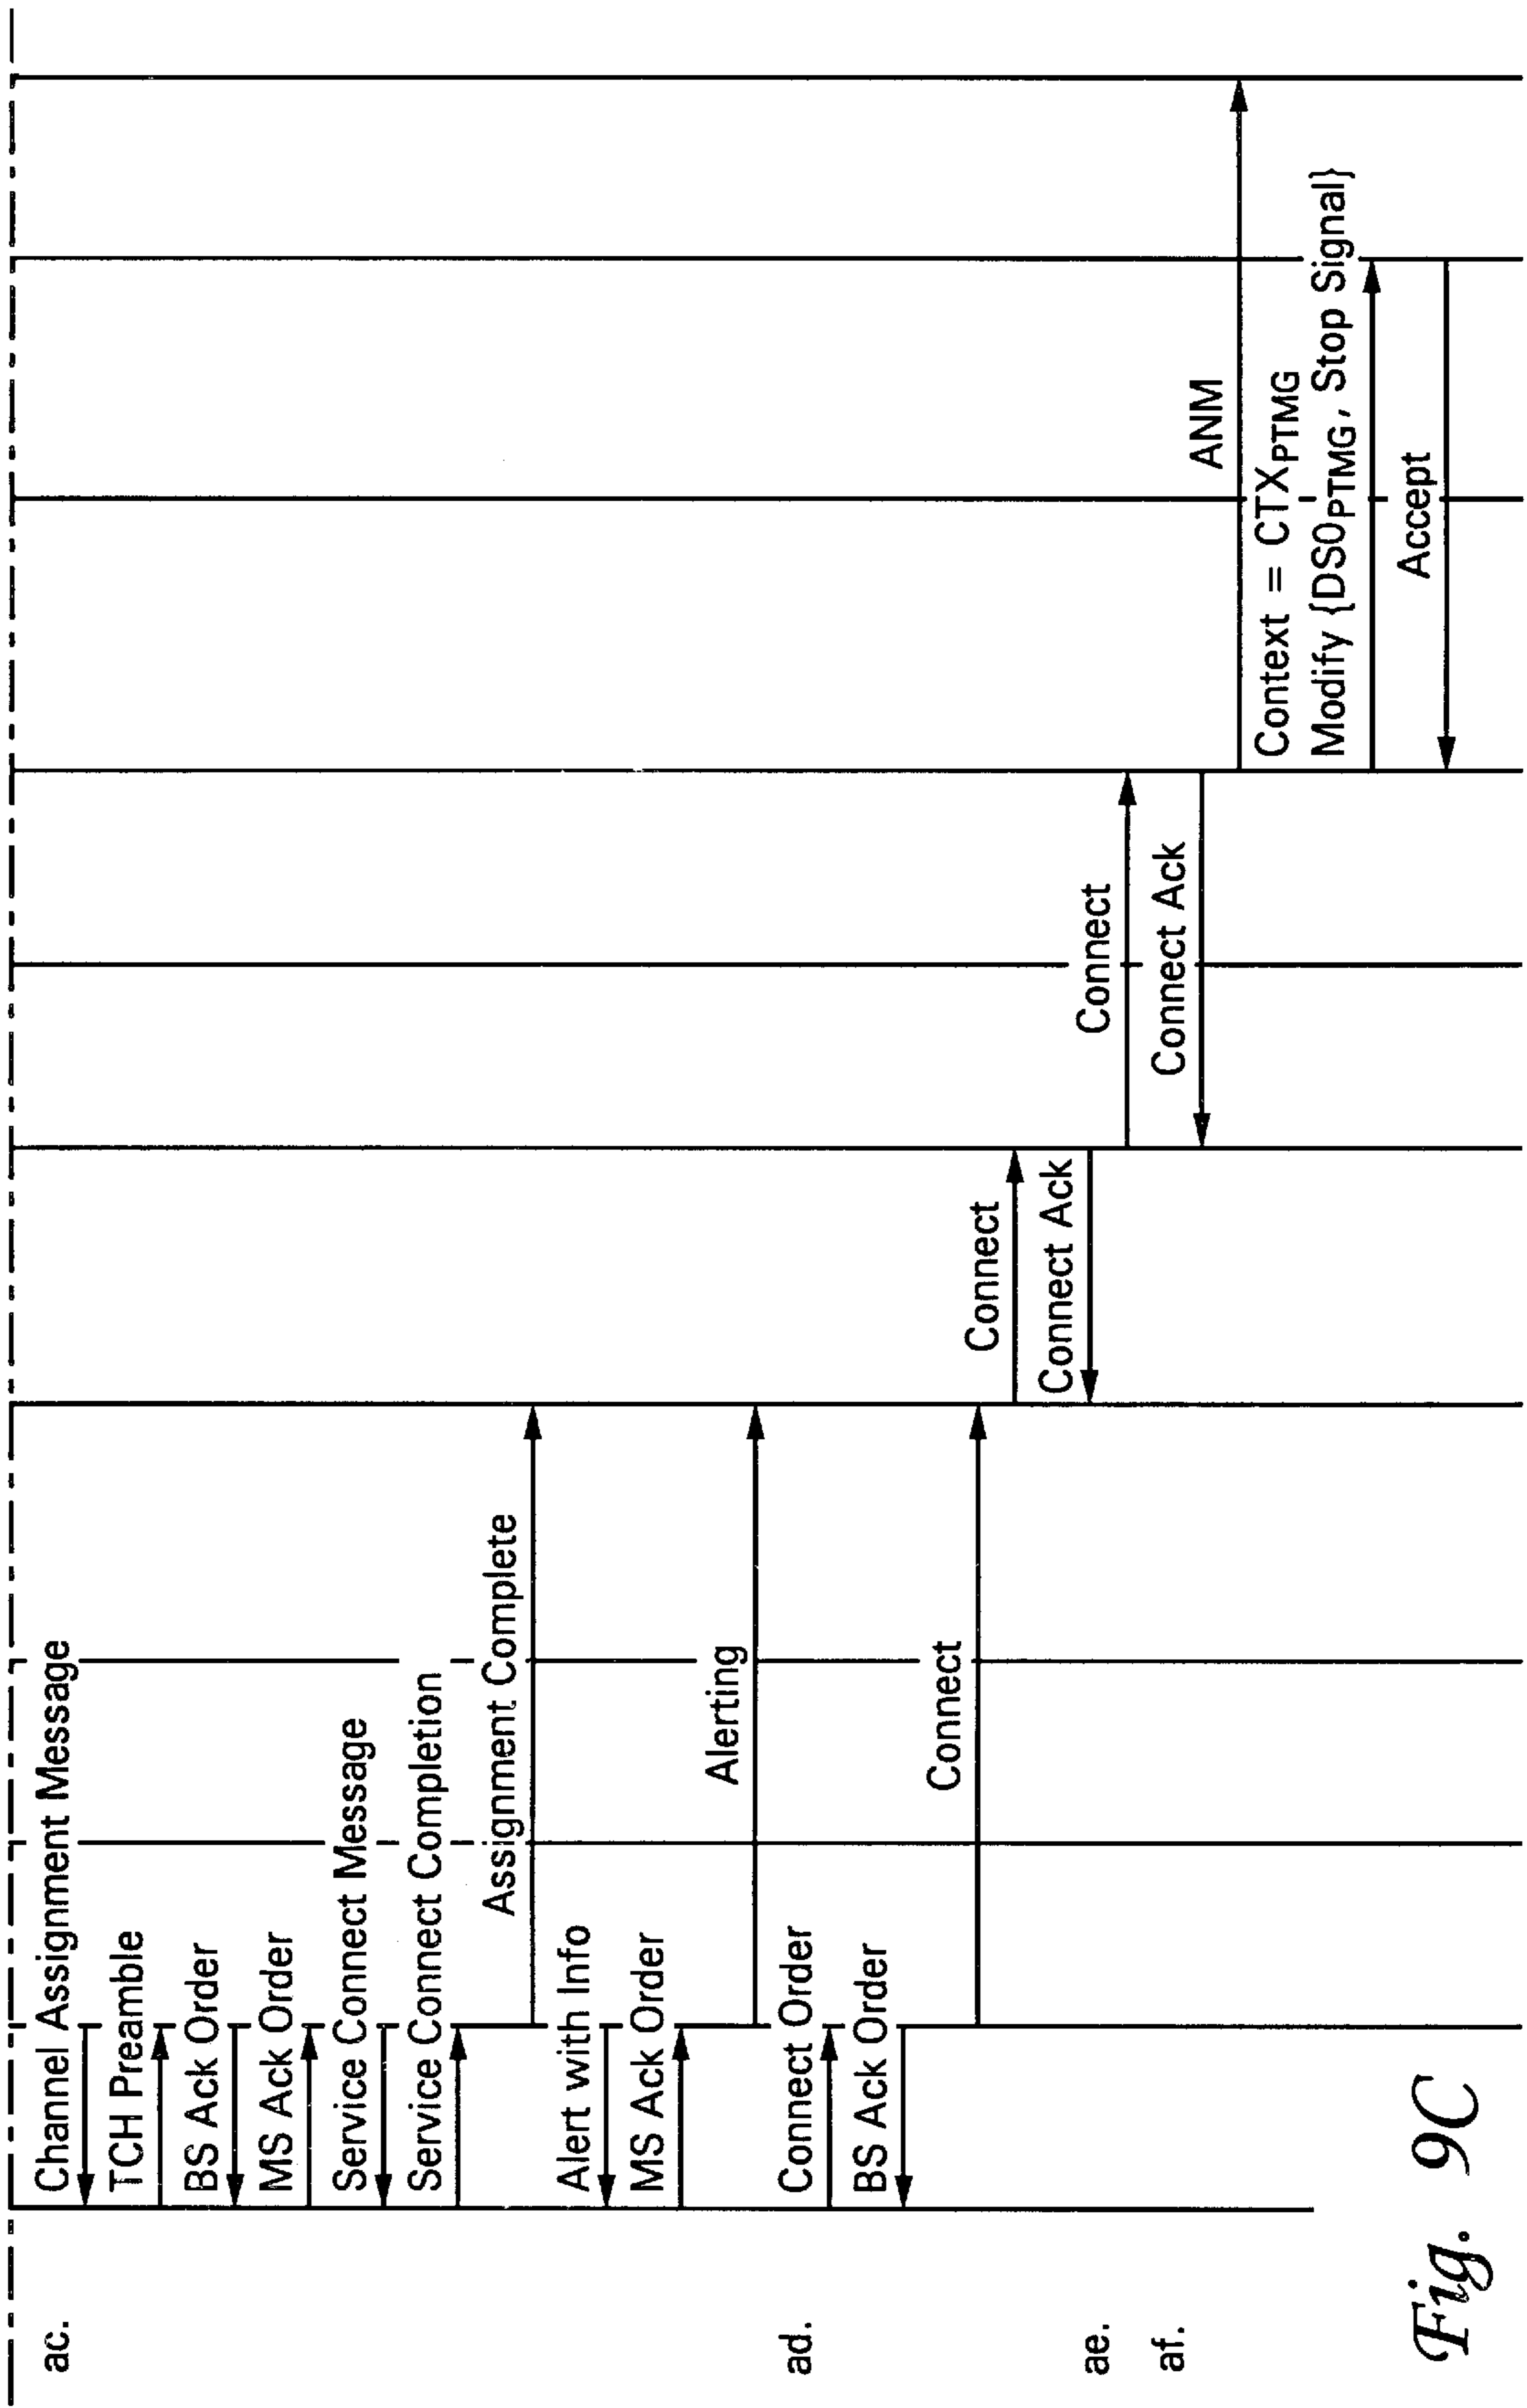 ac.
Channel Assignment Message
TCH Preamble
BS Ack Order
MS Ack Order
Service Connect Message
Service Connect Completion
Assignment Complete
Alert with Info
MS Ack Order
Alerting
ad.
Connect Order
BS Ack Order
Connect
Connect
ae.
Connect Ack
Connect
af.
Connect Ack
ANM
Context = CTXPTMG
Modify {DS0PTMG, Stop Signal}
Accept
Fig. 9C